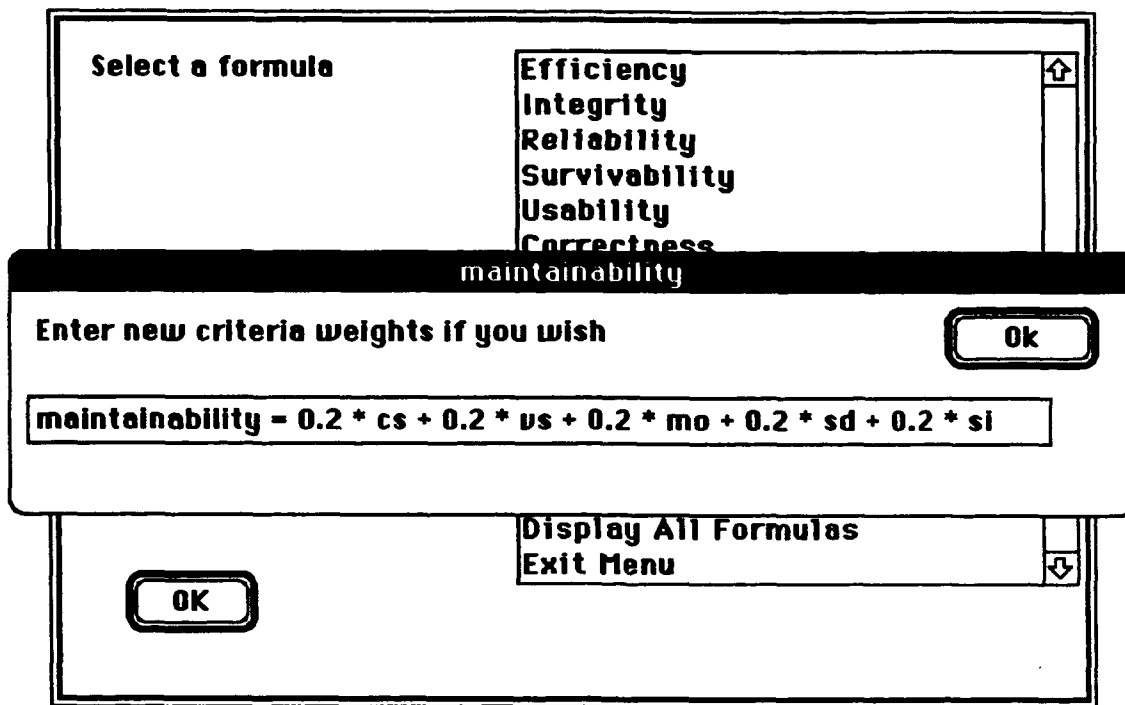 Select a formula
Efficiency
Integrity
Reliability
Survivability
Usability
Correctness
maintainability
Enter new criteria weights if you wish
Ok
maintainability = 0.2 * cs + 0.2 * vs + 0.2 * mo + 0.2 * sd + 0.2 * si
Display All Formulas
Exit Menu
OK